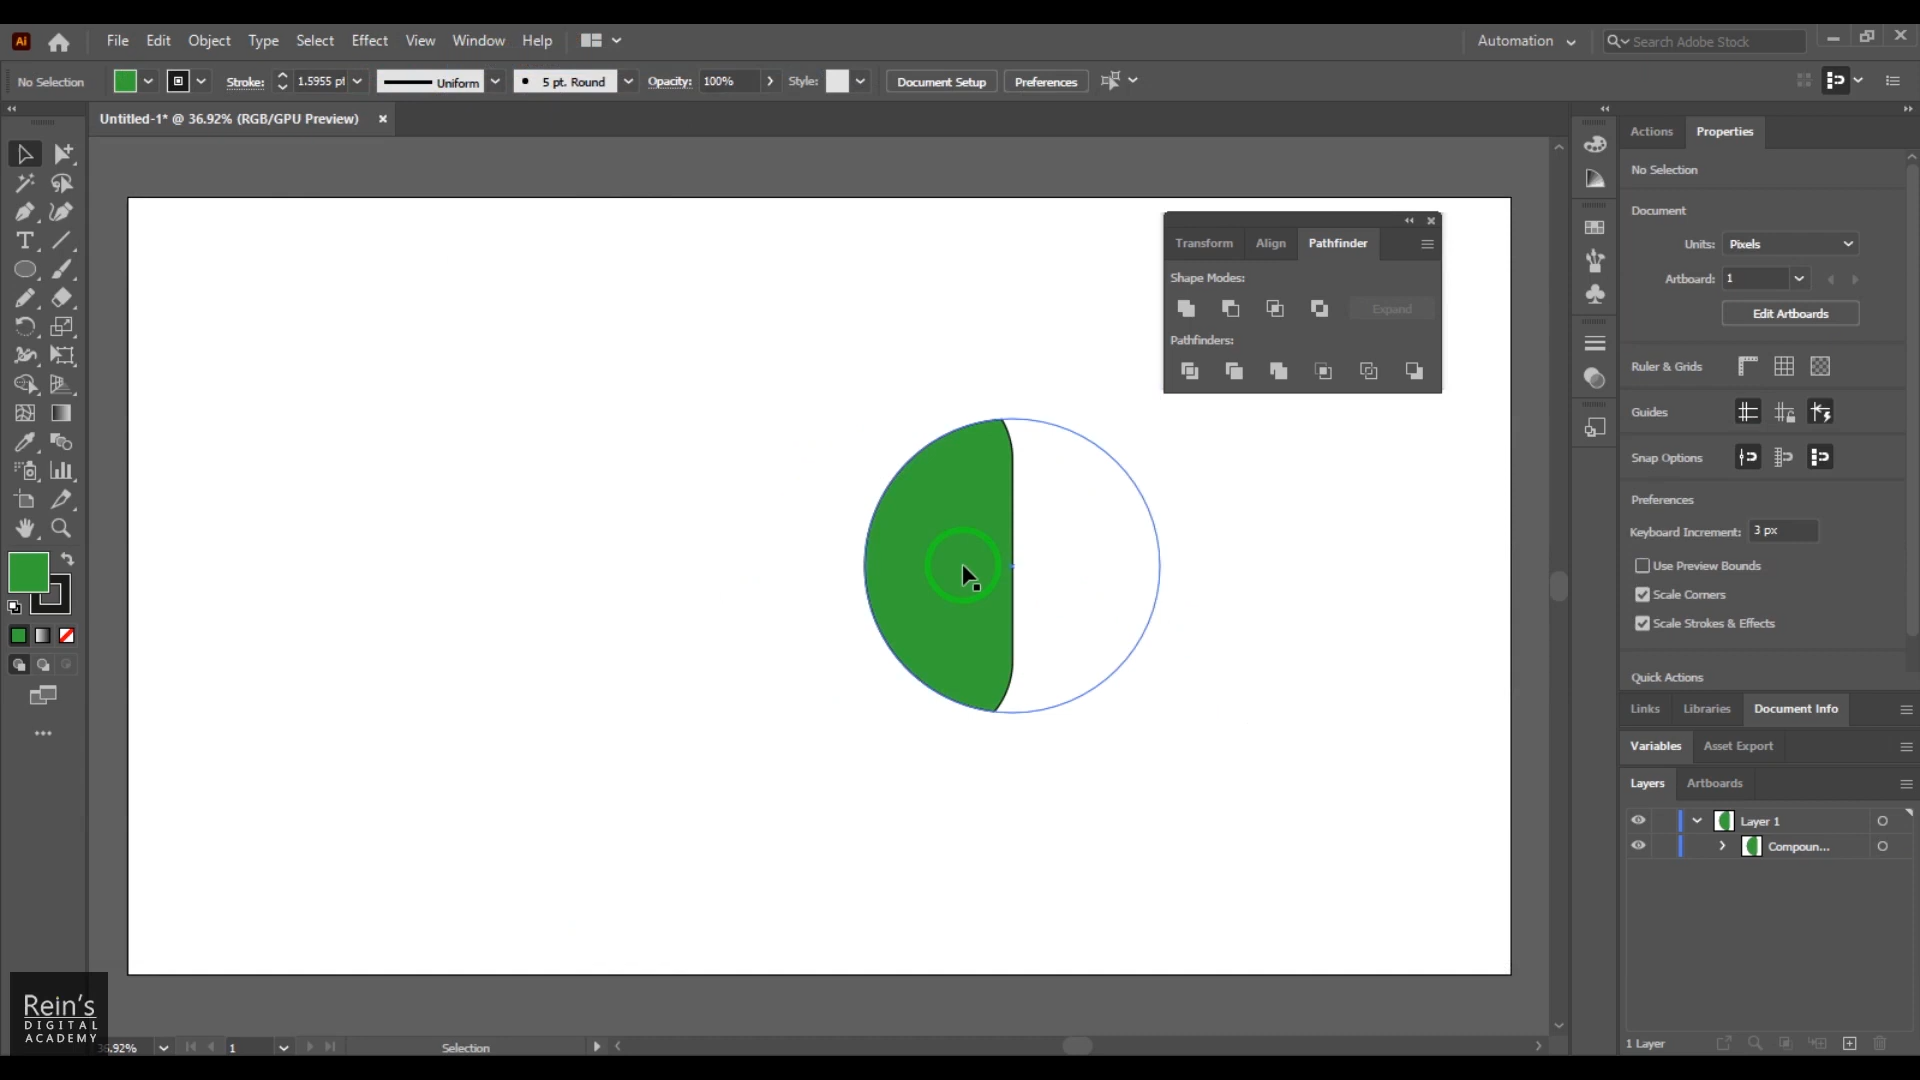 Ai File Edit Object Type Select Effect View Window Help Automation Search Adobe Stock
No Selection Stroke: 1.5955 pt Uniform 5 pt. Round Opacity: 100% Style: Document Setup Preferences
Untitled-1* @ 36.92% (RGB/GPU Preview)
Actions Properties
No Selection
Document
Units: Pixels
Artboard: 1
Edit Artboards
Ruler & Grids
Guides
Snap Options
Preferences
Keyboard Increment: 3 px
Use Preview Bounds
Scale Corners
Scale Strokes & Effects
Quick Actions
Links Libraries Document Info
Variables Asset Export
Layers Artboards
Layer 1
Compoun...
1 Layer
Transform Align Pathfinder
Shape Modes:
Expand
Pathfinders:
Rein's
DIGITAL
ACADEMY
36.92% 1 Selection